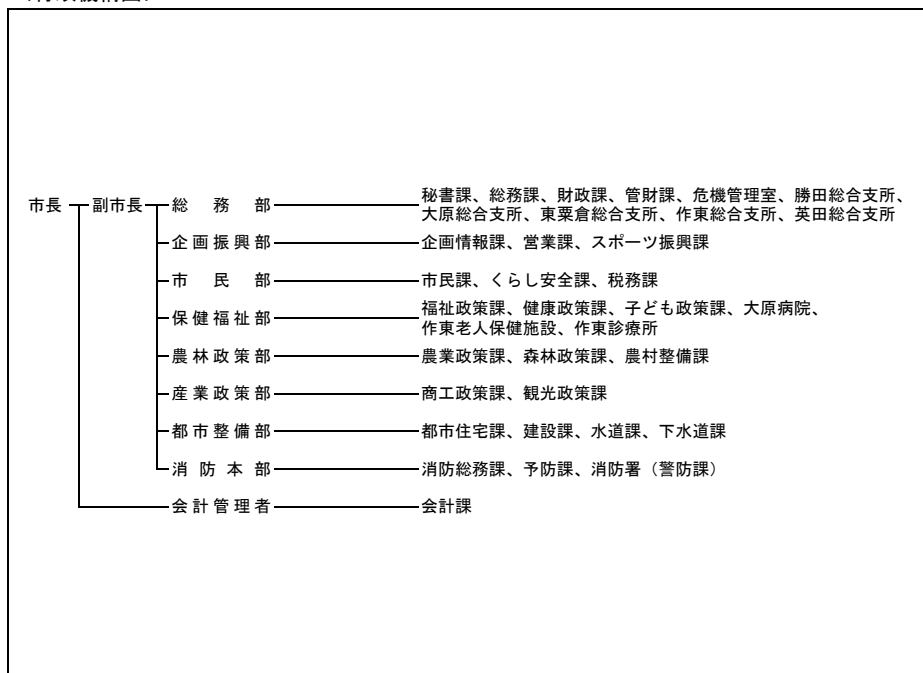 市長 副市長 総務部 秘書課、総務課、財政課、管財課、危機管理室、勝田総合支所、
大原総合支所、東粟倉総合支所、作東総合支所、英田総合支所
企画振興部 企画情報課、営業課、スポーツ振興課
市民部 市民課、くらし安全課、税務課
保健福祉部 福祉政策課、健康政策課、子ども政策課、大原病院、
作東老人保健施設、作東診療所
農林政策部 農業政策課、森林政策課、農村整備課
産業政策部 商工政策課、観光政策課
都市整備部 都市住宅課、建設課、水道課、下水道課
消防本部 消防総務課、予防課、消防署（警防課）
会計管理者 会計課